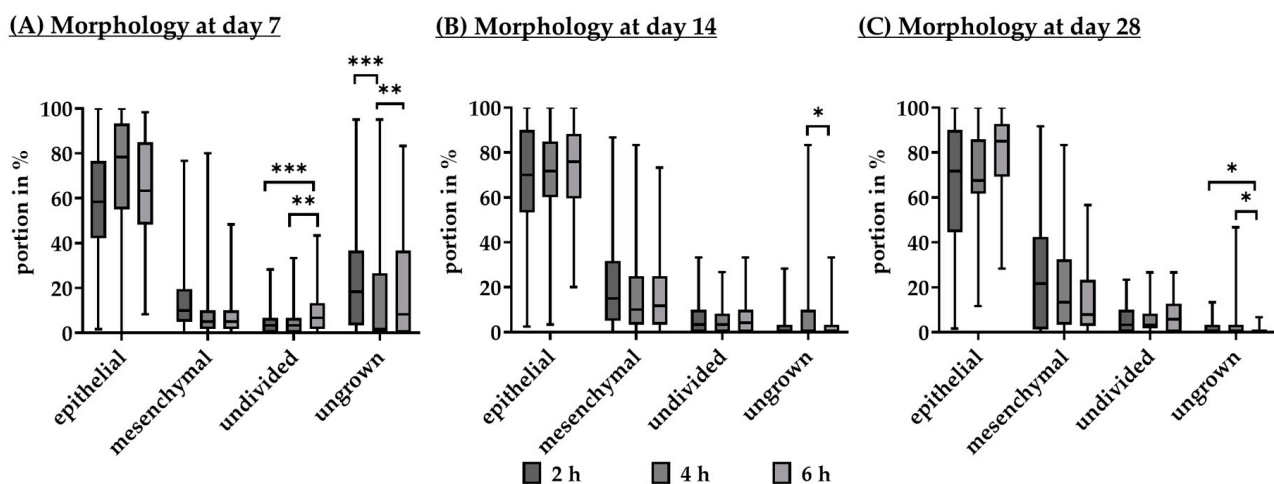 (A) Morphology at day 7
(B) Morphology at day 14
(C) Morphology at day 28
portion in %
100
80
60
40
20
0
***
**
***
**
epithelial
mesenchymal
undivided
ungrown
portion in %
100
80
60
40
20
0
*
epithelial
mesenchymal
undivided
ungrown
portion in %
100
80
60
40
20
0
*
*
epithelial
mesenchymal
undivided
ungrown
2 h
4 h
6 h